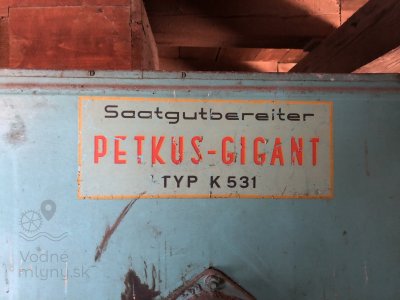 Saatgutbereiter
PETKUS-GIGANT
TYP K 531
Vodné
mlyny.sk